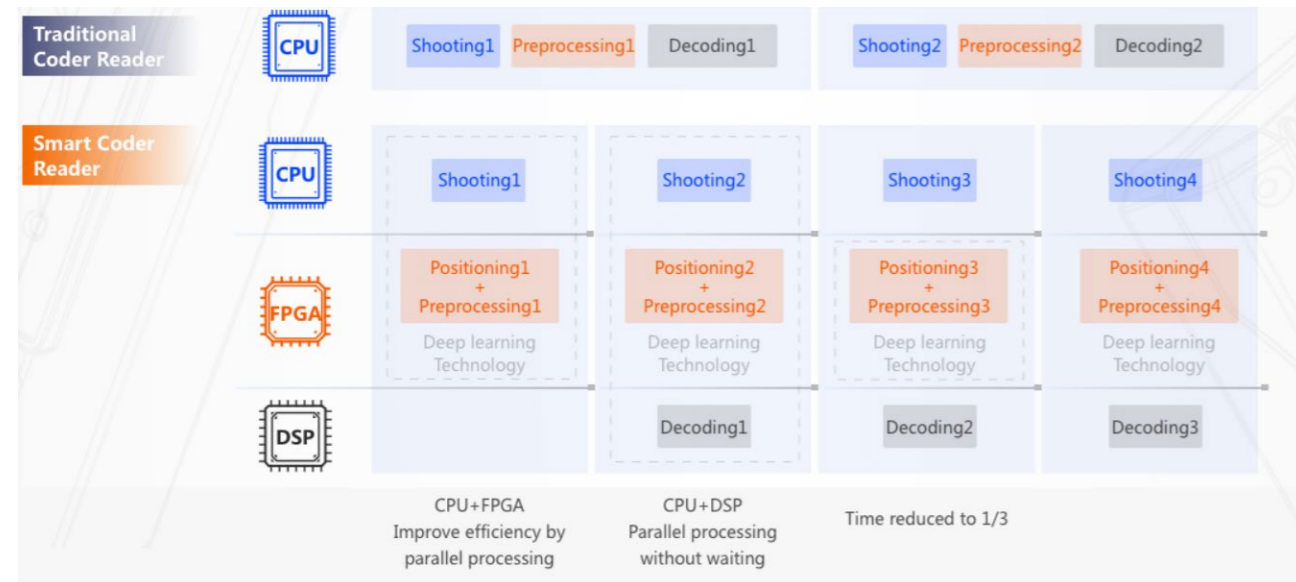 Traditional
Coder Reader
CPU
Shooting1 Preprocessing1 Decoding1
Shooting2 Preprocessing2 Decoding2
Smart Coder
Reader
CPU
Shooting1
Shooting2
Shooting3
Shooting4
FPGA
Positioning1
+
Preprocessing1
Deep learning
Technology
Positioning2
+
Preprocessing2
Deep learning
Technology
Positioning3
+
Preprocessing3
Deep learning
Technology
Positioning4
+
Preprocessing4
Deep learning
Technology
DSP
Decoding1
Decoding2
Decoding3
CPU+FPGA
Improve efficiency by
parallel processing
CPU+DSP
Parallel processing
without waiting
Time reduced to 1/3